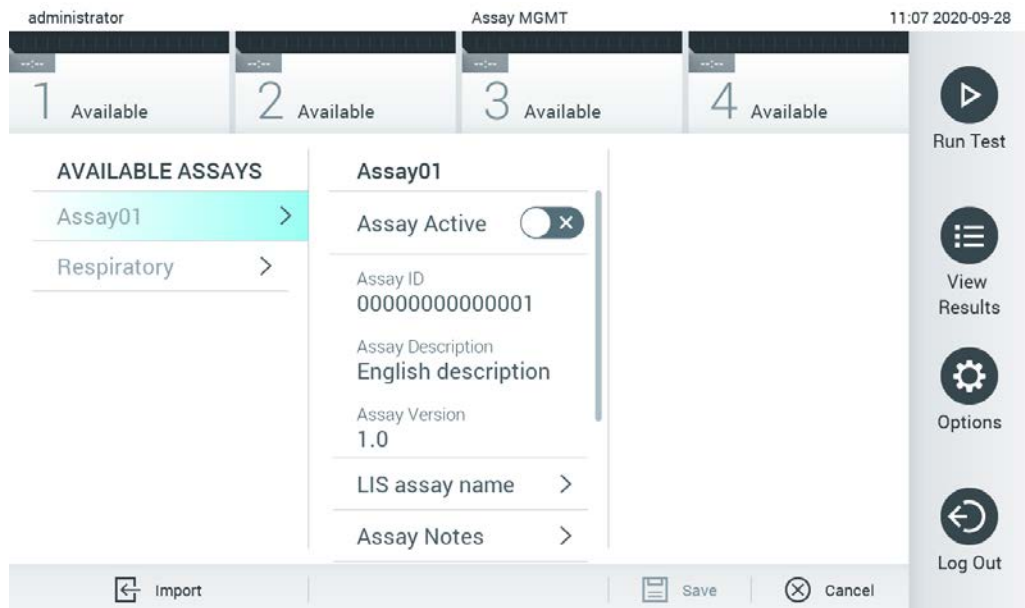 administrator
Assay MGMT
11:07 2020-09-28
--:--
1 Available
--:--
2 Available
--:--
3 Available
--:--
4 Available
Run Test
View
Results
Options
Log Out
AVAILABLE ASSAYS
Assay01
Respiratory
Assay01
Assay Active
Assay ID
00000000000001
Assay Description
English description
Assay Version
1.0
LIS assay name
Assay Notes
Import
Save
Cancel